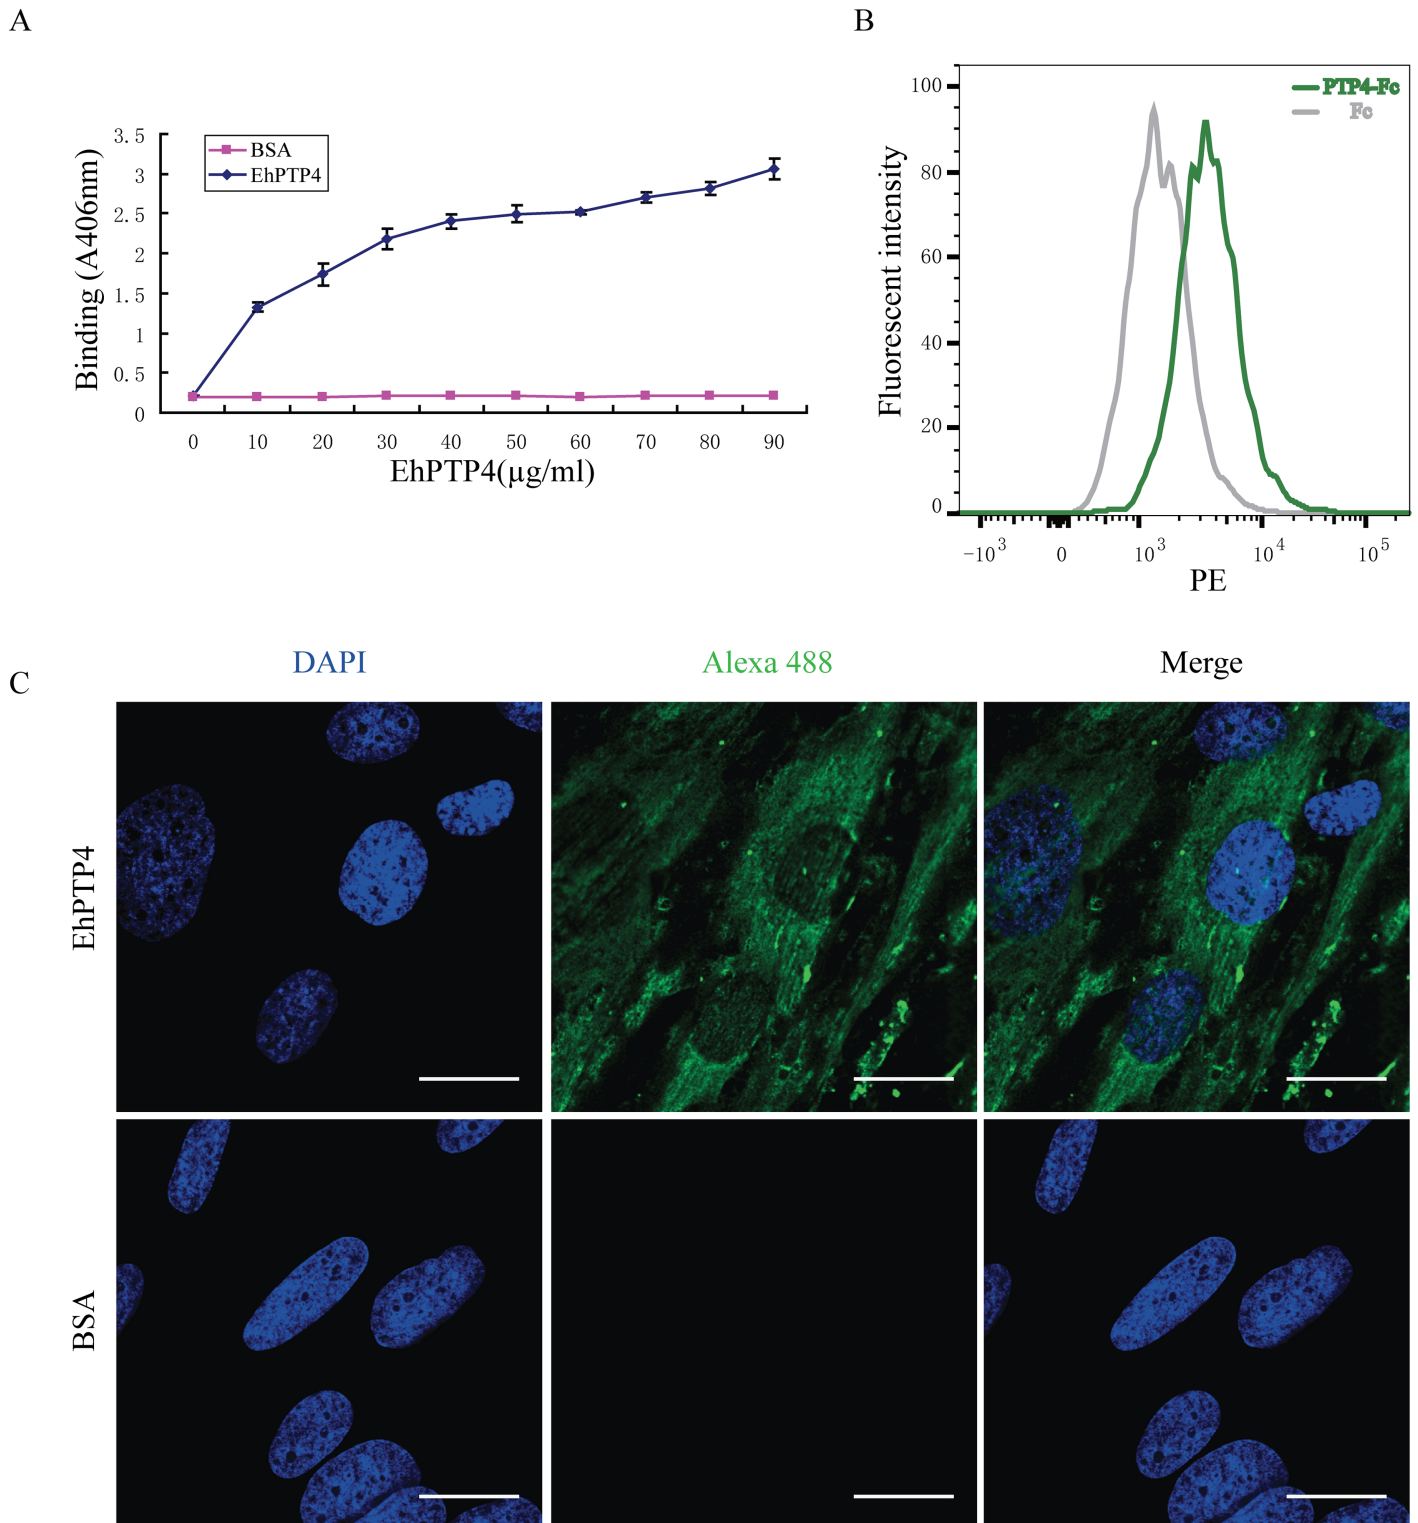 A
B
3.5
3
2.5
2
1.5
1
0.5
0
Binding (A406nm)
BSA
EhPTP4
0 10 20 30 40 50 60 70 80 90
EhPTP4(µg/ml)
100
80
60
40
20
0
Fluorescent intensity
PTP4-Fc
Fc
−10³ 0 10³ 10⁴ 10⁵
PE
C
DAPI Alexa 488 Merge
EhPTP4
BSA